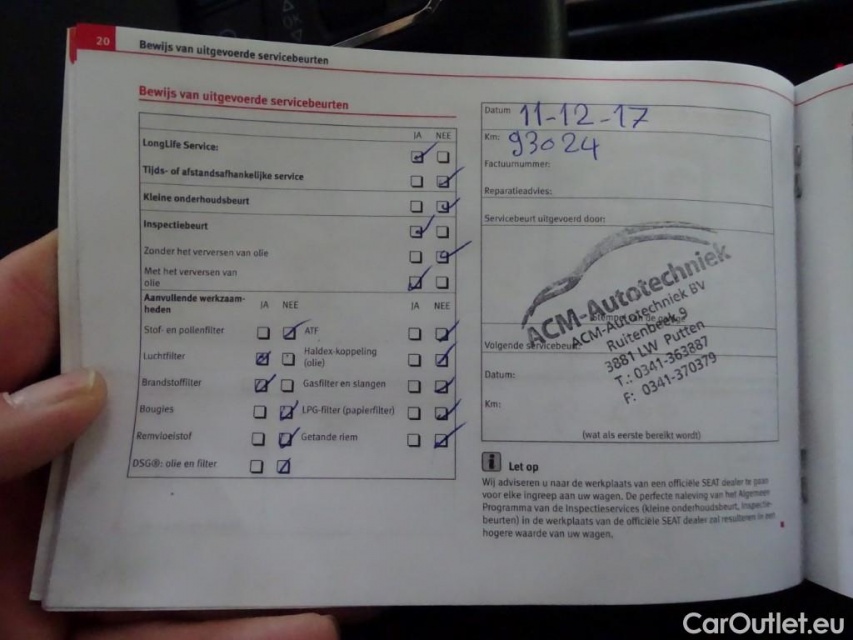 20 Bewijs van uitgevoerde servicebeurten
Bewijs van uitgevoerde servicebeurten
JA NEE
LongLife Service:
Tijds- of afstandsafhankelijke service
Kleine onderhoudsbeurt
Inspectiebeurt
Zonder het verversen van olie
Met het verversen van
olie
Aanvullende werkzaam-
heden
JA NEE
JA NEE
Stof- en pollenfilter
ATF
Luchtfilter
Haldex-koppeling
(olie)
Brandstoffilter
Gasfilter en slangen
Bougies
LPG-filter (papierfilter)
Remvloeistof
Getande riem
DSG®: olie en filter
Datum 11-12-17
Km: 93024
Factuurnummer:
Reparatieadvies:
Servicebeurt uitgevoerd door:
ACM-Autotechniek
ACM-Autotechniek BV
Ruitenbeek 9
3881 LW Putten
T.: 0341-363887
F: 0341-370379
Volgende servicebeurt
Datum:
Km:
(wat als eerste bereikt wordt)
i Let op
Wij adviseren u naar de werkplaats van een officiële SEAT dealer te gaan
voor elke ingreep aan uw wagen. De perfecte naleving van het Algemeen
Programma van de Inspectieservices (kleine onderhoudsbeurt, inspectie-
beurten) in de werkplaats van de officiële SEAT dealer zal resulteren in een
hogere waarde van uw wagen.
CarOutlet.eu